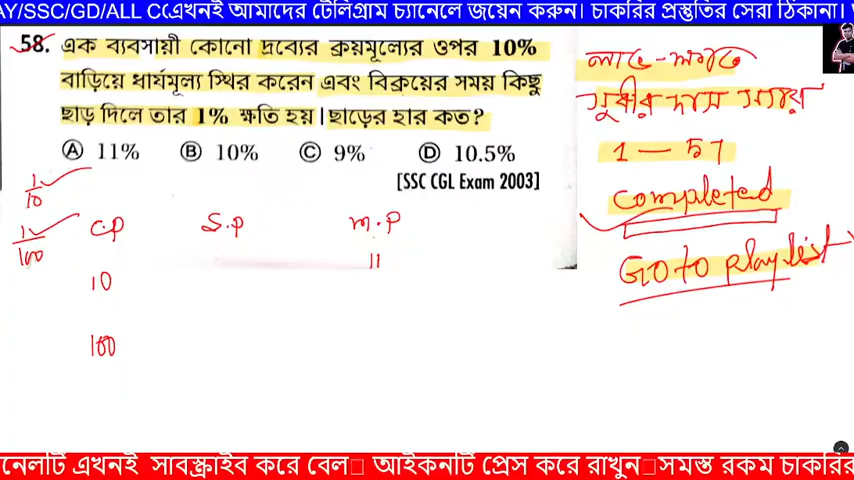 AY/SSC/GD/ALL Cএখনই আমাদের টেলিগ্রাম চ্যানেলে জয়েন করুন। চাকরির প্রস্তুতির সেরা ঠিকানা।
58. এক ব্যবসায়ী কোনো দ্রব্যের ক্রয়মূল্যের ওপর 10%
বাড়িয়ে ধার্যমূল্য স্থির করেন এবং বিক্রয়ের সময় কিছু
ছাড় দিলে তার 1% ক্ষতি হয়। ছাড়ের হার কত?
Ⓐ 11% Ⓑ 10% Ⓒ 9% Ⓓ 10.5%
[SSC CGL Exam 2003]
লাভ-ক্ষতি
সুবীর দাস স্যার
1 — 57
completed
Go to playlist
1/10
1/100 C.P S.P M.P
10 11
100
নেলটি এখনই সাবস্ক্রাইব করে বেল আইকনটি প্রেস করে রাখুন সমস্ত রকম চাকরির